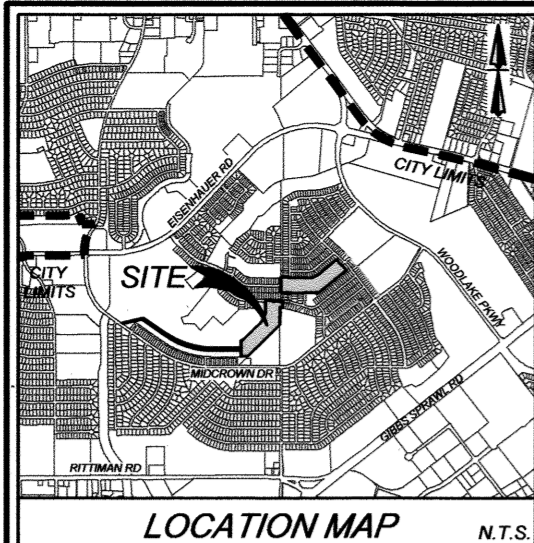 CITY LIMITS
EISENHAUER RD
CITY
LIMITS
SITE
WOODLAKE PKWY
MIDCROWN DR
GIBBS SPRAWL RD
RITTIMAN RD
LOCATION MAP
N.T.S.